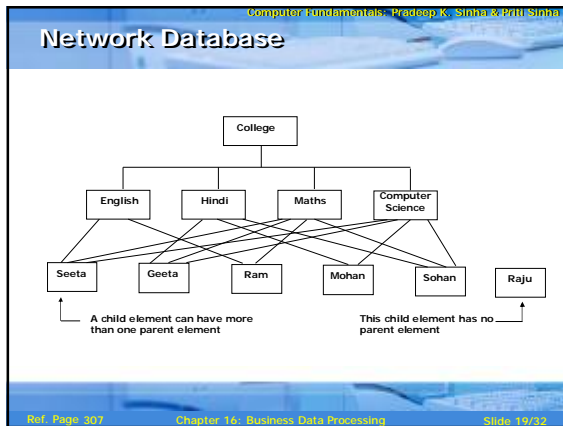 Computer Fundamentals: Pradeep K. Sinha & Priti Sinha
Network Database
College
English
Hindi
Maths
Computer
Science
Seeta
Geeta
Ram
Mohan
Sohan
Raju
A child element can have more
than one parent element
This child element has no
parent element
Ref. Page 307
Chapter 16: Business Data Processing
Slide 19/32